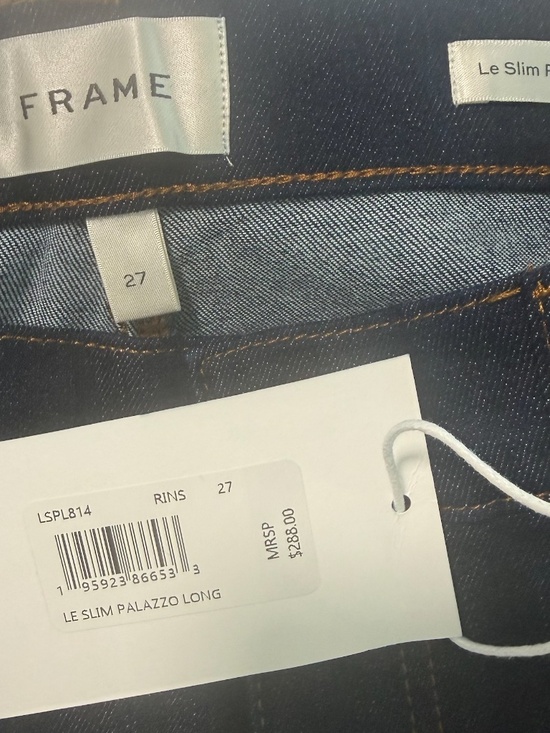 FRAME
Le Slim
27
LSPL814 RINS 27
1 95923 86653 3
MRSP
$288.00
LE SLIM PALAZZO LONG